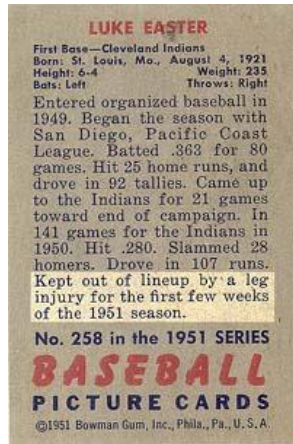 LUKE EASTER
First Base—Cleveland Indians
Born: St. Louis, Mo., August 4, 1921
Height: 6-4 Weight: 235
Bats: Left Throws: Right
Entered organized baseball in
1949. Began the season with
San Diego, Pacific Coast
League. Batted .363 for 80
games. Hit 25 home runs, and
drove in 92 tallies. Came up
to the Indians for 21 games
toward end of campaign. In
141 games for the Indians in
1950. Hit .280. Slammed 28
homers. Drove in 107 runs.
Kept out of lineup by a leg
injury for the first few weeks
of the 1951 season.
No. 258 in the 1951 SERIES
BASEBALL
PICTURE CARDS
©1951 Bowman Gum, Inc., Phila., Pa., U. S. A.